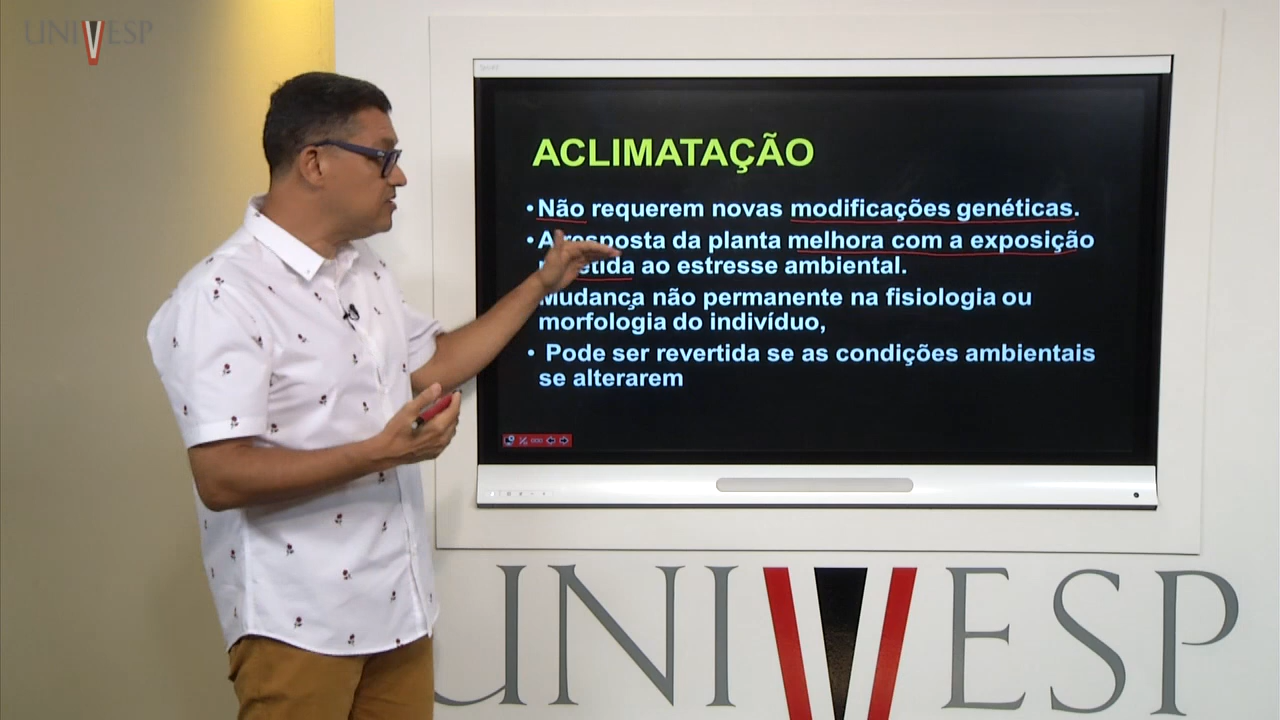 UNIVESP
ACLIMATAÇÃO
• Não requerem novas modificações genéticas.
• A resposta da planta melhora com a exposição
repetida ao estresse ambiental.
Mudança não permanente na fisiologia ou
morfologia do indivíduo,
• Pode ser revertida se as condições ambientais
se alterarem
UNIVESP